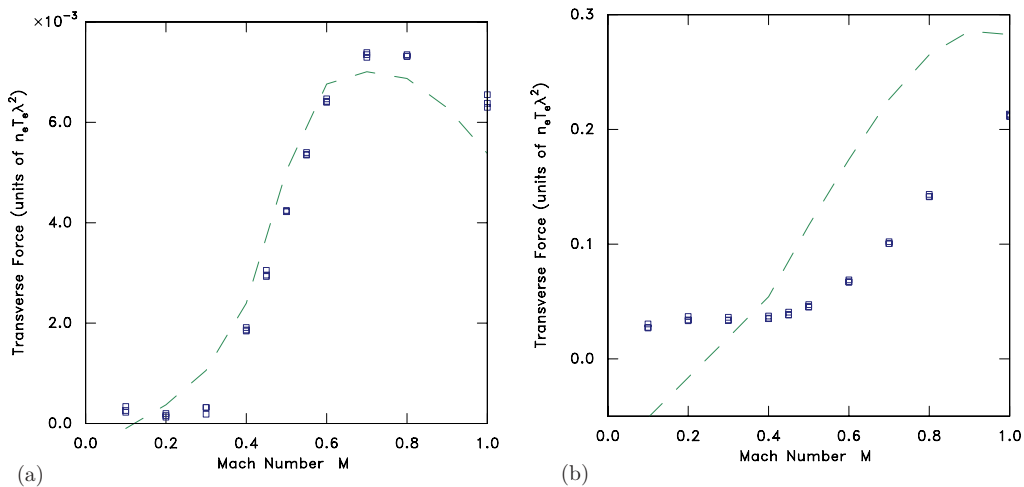 ×10⁻³
6.0
4.0
2.0
0.0
Transverse Force (units of nₑTₑλ²)
0.0 0.2 0.4 0.6 0.8 1.0
Mach Number M
(a)
0.3
0.2
0.1
0.0
Transverse Force (units of nₑTₑλ²)
0.0 0.2 0.4 0.6 0.8 1.0
Mach Number M
(b)